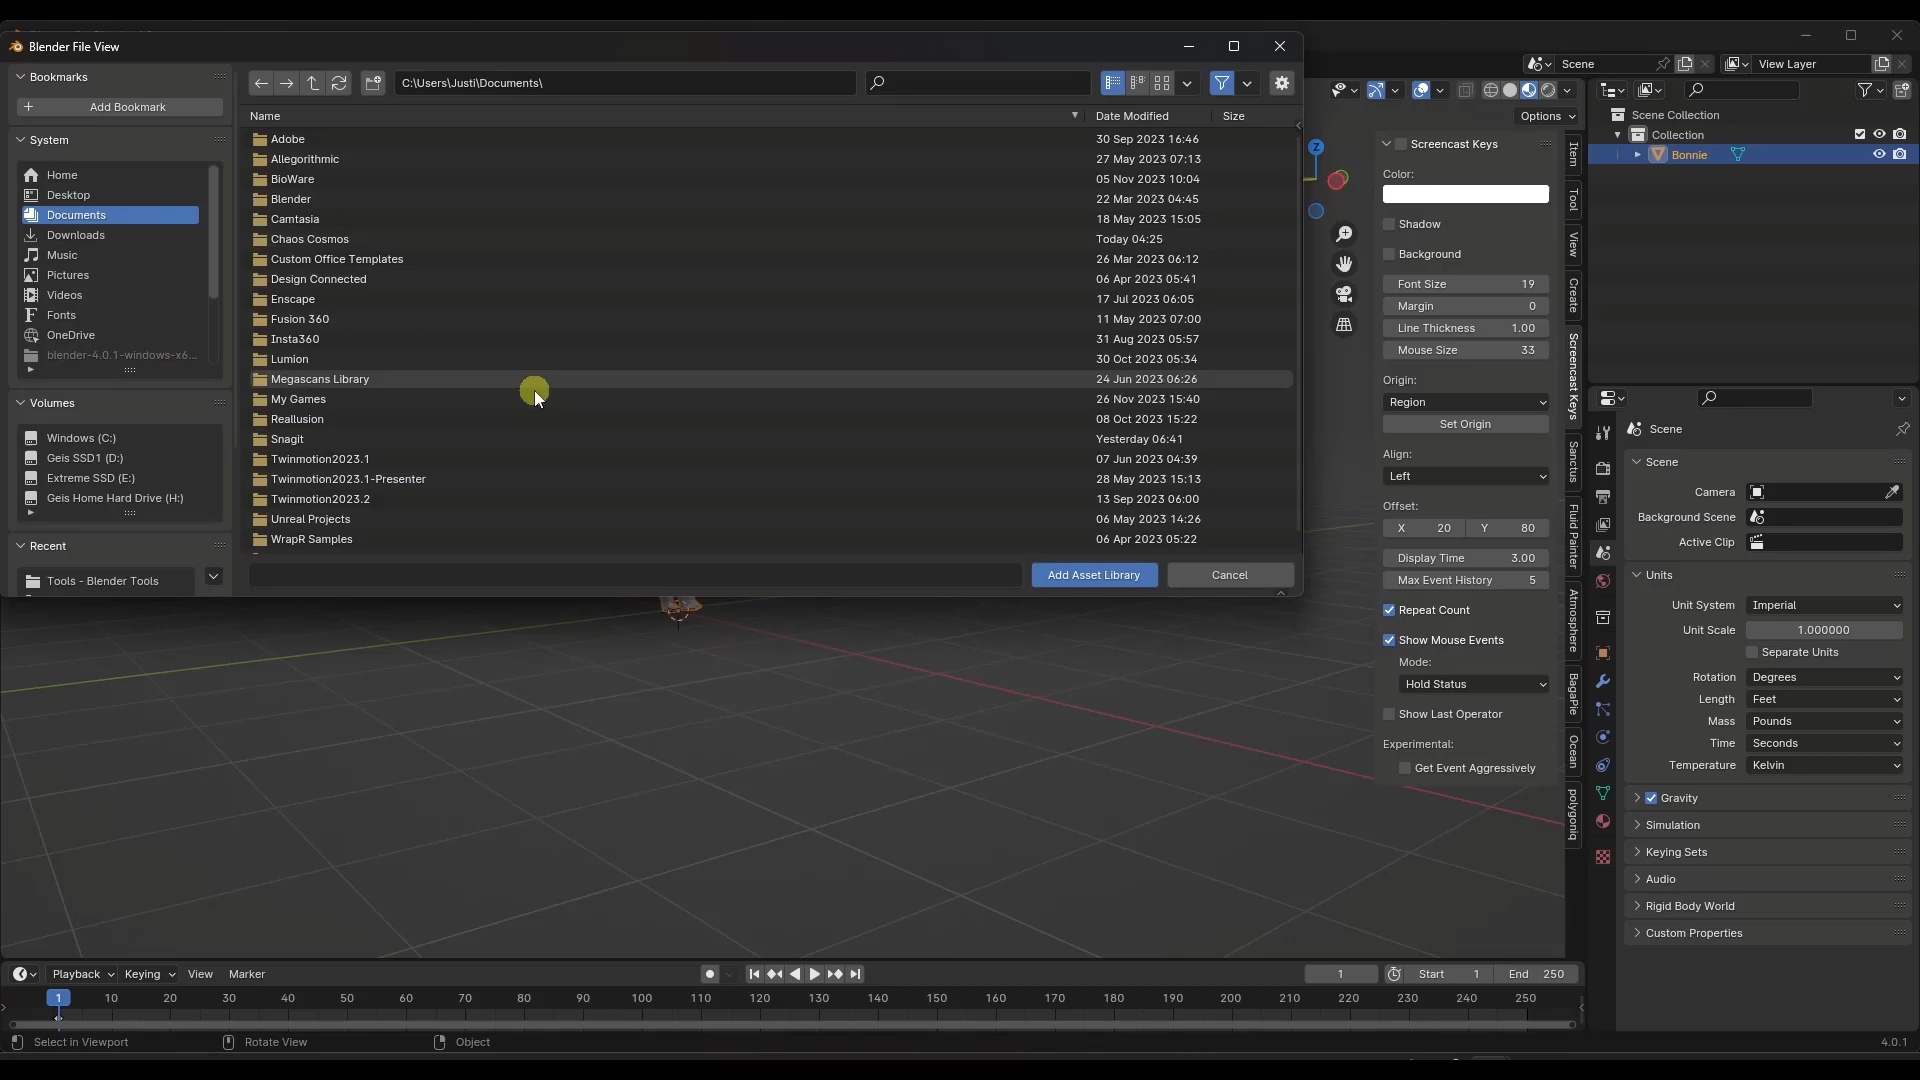 Blender File View
Bookmarks
Add Bookmark
System
Home
Desktop
Documents
Downloads
Music
Pictures
Videos
Fonts
OneDrive
blender-4.0.1-windows-x6...
Volumes
Windows (C:)
Geis SSD1 (D:)
Extreme SSD (E:)
Geis Home Hard Drive (H:)
Recent
Tools - Blender Tools
C:\Users\Justi\Documents\
Name Date Modified Size
Adobe 30 Sep 2023 16:46
Allegorithmic 27 May 2023 07:13
BioWare 05 Nov 2023 10:04
Blender 22 Mar 2023 04:45
Camtasia 18 May 2023 15:05
Chaos Cosmos Today 04:25
Custom Office Templates 26 Mar 2023 06:12
Design Connected 06 Apr 2023 05:41
Enscape 17 Jul 2023 06:05
Fusion 360 11 May 2023 07:00
Insta360 31 Aug 2023 05:57
Lumion 30 Oct 2023 05:34
Megascans Library 24 Jun 2023 06:26
My Games 26 Nov 2023 15:40
Reallusion 08 Oct 2023 15:22
Snagit Yesterday 06:41
Twinmotion2023.1 07 Jun 2023 04:39
Twinmotion2023.1-Presenter 28 May 2023 15:13
Twinmotion2023.2 13 Sep 2023 06:00
Unreal Projects 06 May 2023 14:26
WrapR Samples 06 Apr 2023 05:22
Add Asset Library Cancel
Scene
View Layer
Options
Z
Screencast Keys
Color:
Shadow
Background
Font Size 19
Margin 0
Line Thickness 1.00
Mouse Size 33
Origin:
Region
Set Origin
Align:
Left
Offset:
X 20 Y 80
Display Time 3.00
Max Event History 5
Repeat Count
Show Mouse Events
Mode:
Hold Status
Show Last Operator
Experimental:
Get Event Aggressively
Item
Tool
View
Create
Screencast Keys
Sanctus
Fluid Painter
Atmosphere
BagaPie
Ocean
polygoniq
Scene Collection
Collection
Bonnie
Scene
Scene
Camera
Background Scene
Active Clip
Units
Unit System Imperial
Unit Scale 1.000000
Separate Units
Rotation Degrees
Length Feet
Mass Pounds
Time Seconds
Temperature Kelvin
Gravity
Simulation
Keying Sets
Audio
Rigid Body World
Custom Properties
Playback Keying View Marker
1 Start 1 End 250
1 10 20 30 40 50 60 70 80 90 100 110 120 130 140 150 160 170 180 190 200 210 220 230 240 250
Select in Viewport Rotate View Object 4.0.1